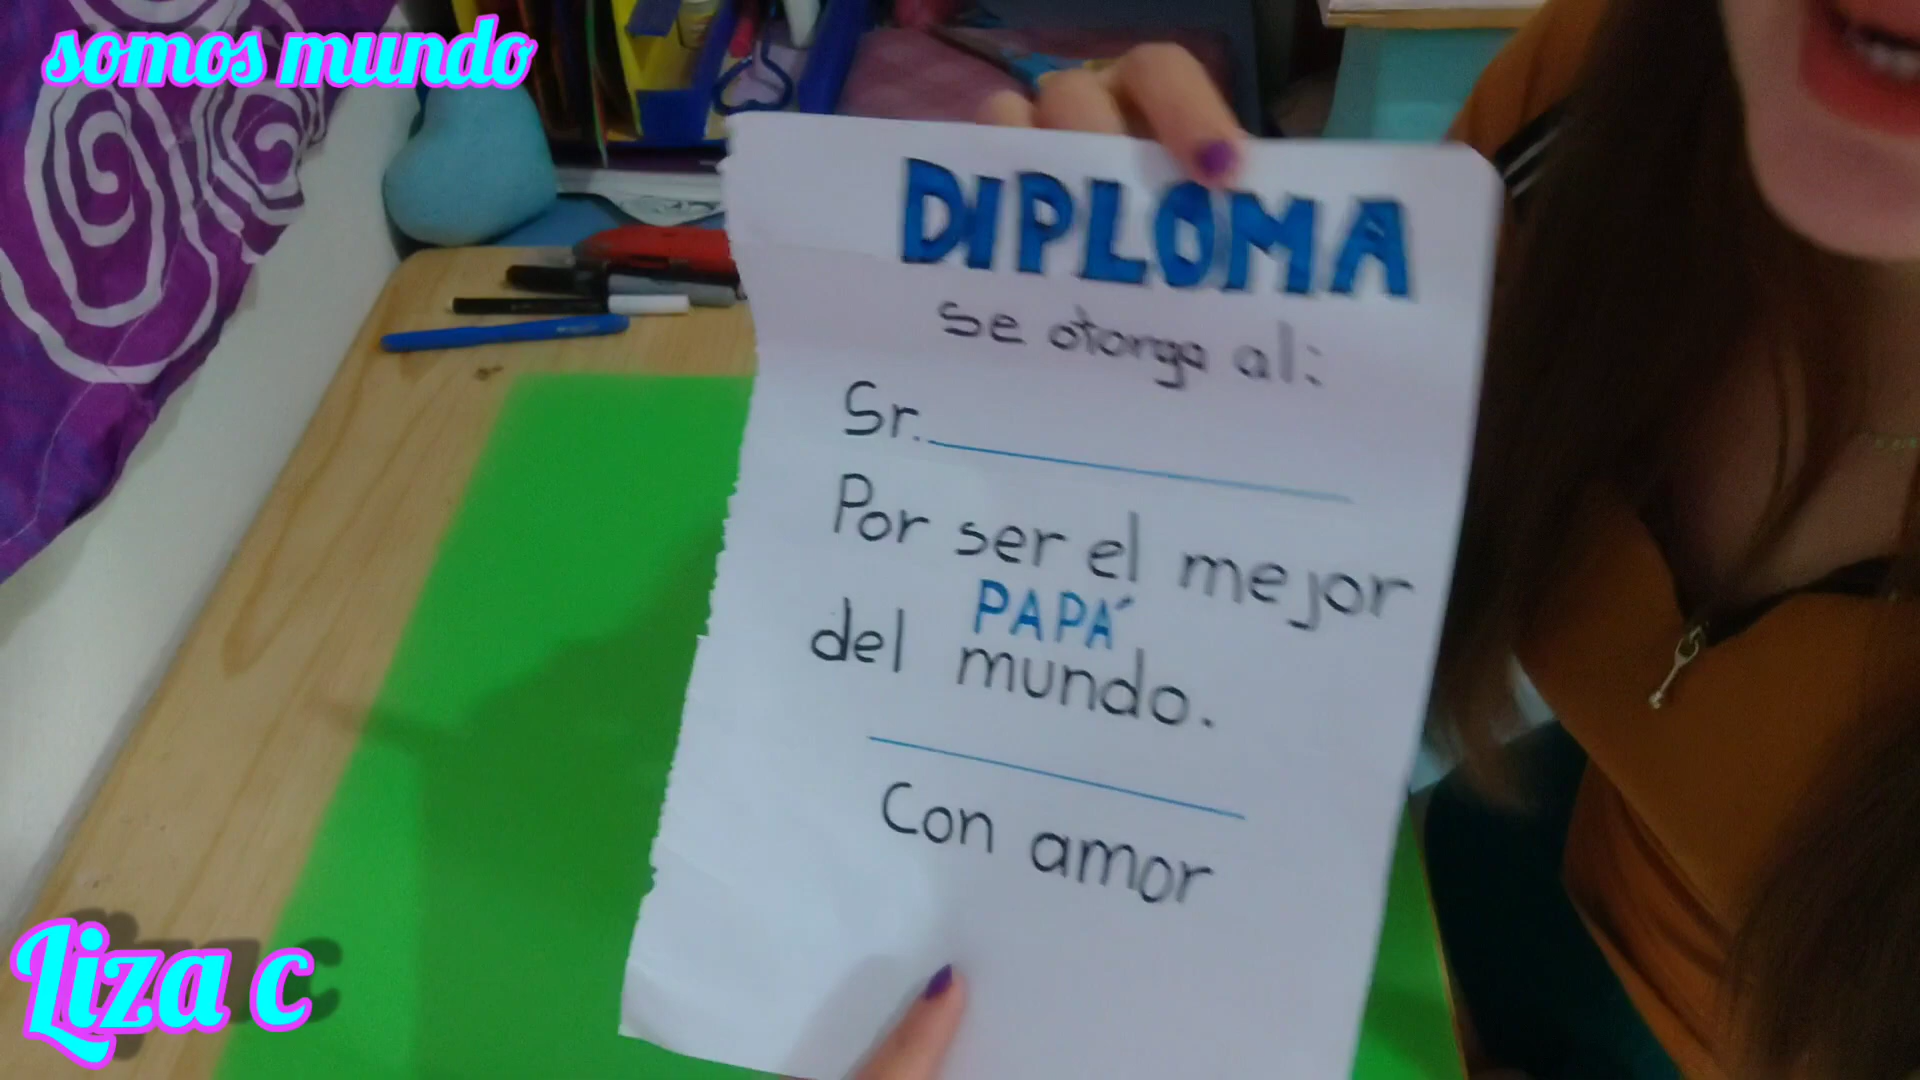 somos mundo
DIPLOMA
se otorga al:
Sr.
Por ser el mejor
PAPÁ
del mundo.
Con amor
Liza c